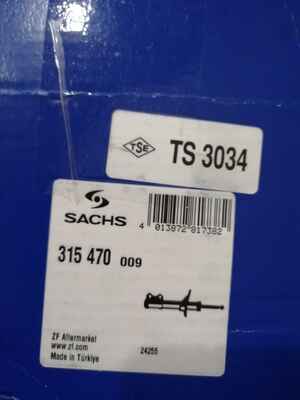 TSE
TS 3034
SACHS
4 013872 817382
315 470 009
ZF Aftermarket
www.zf.com
Made in Türkiye
24255